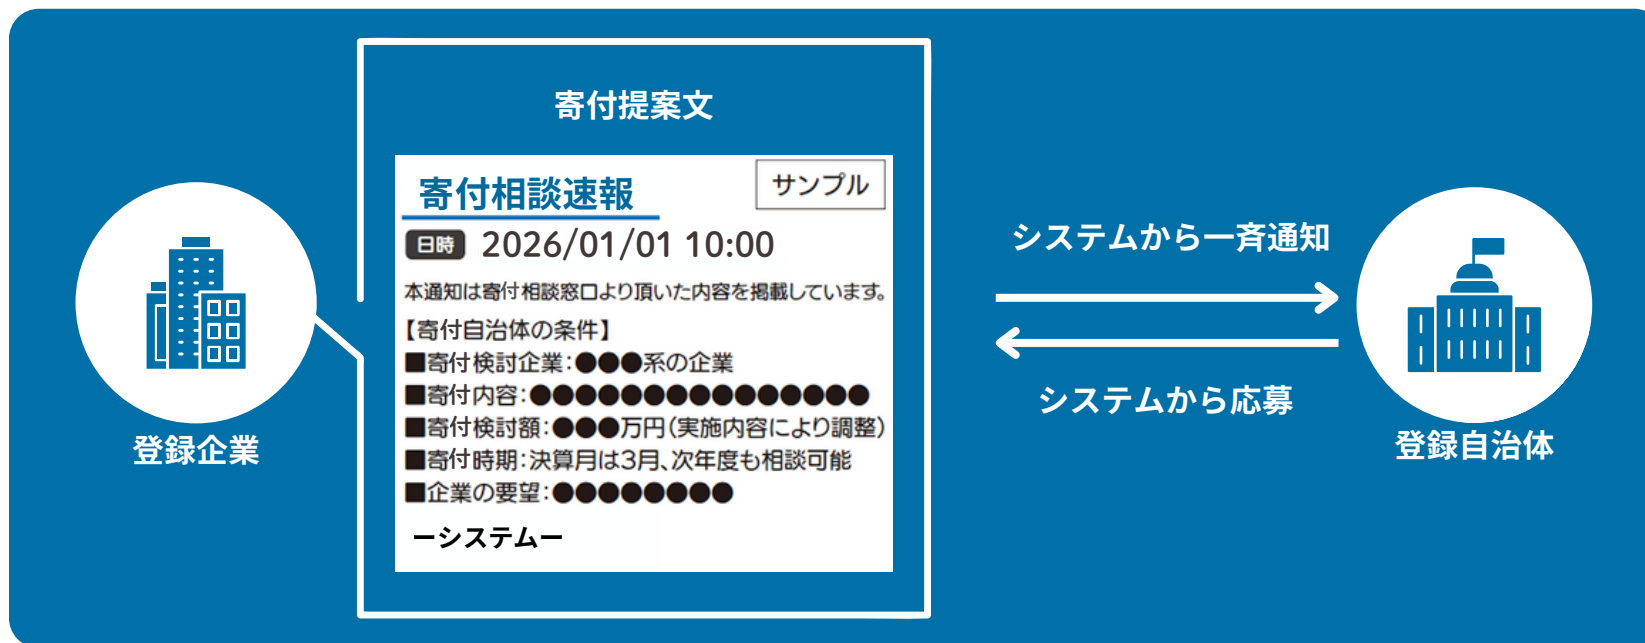 寄付提案文
寄付相談速報
サンプル
日時 2026/01/01 10:00
本通知は寄付相談窓口より頂いた内容を掲載しています。
【寄付自治体の条件】
■寄付検討企業:●●●系の企業
■寄付内容:●●●●●●●●●●●●●●●
■寄付検討額:●●●万円(実施内容により調整)
■寄付時期:決算月は3月、次年度も相談可能
■企業の要望:●●●●●●●●
ーシステムー
登録企業
システムから一斉通知
システムから応募
登録自治体